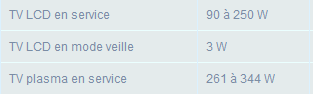 TV LCD en service 90 à 250 W
TV LCD en mode veille 3 W
TV plasma en service 261 à 344 W